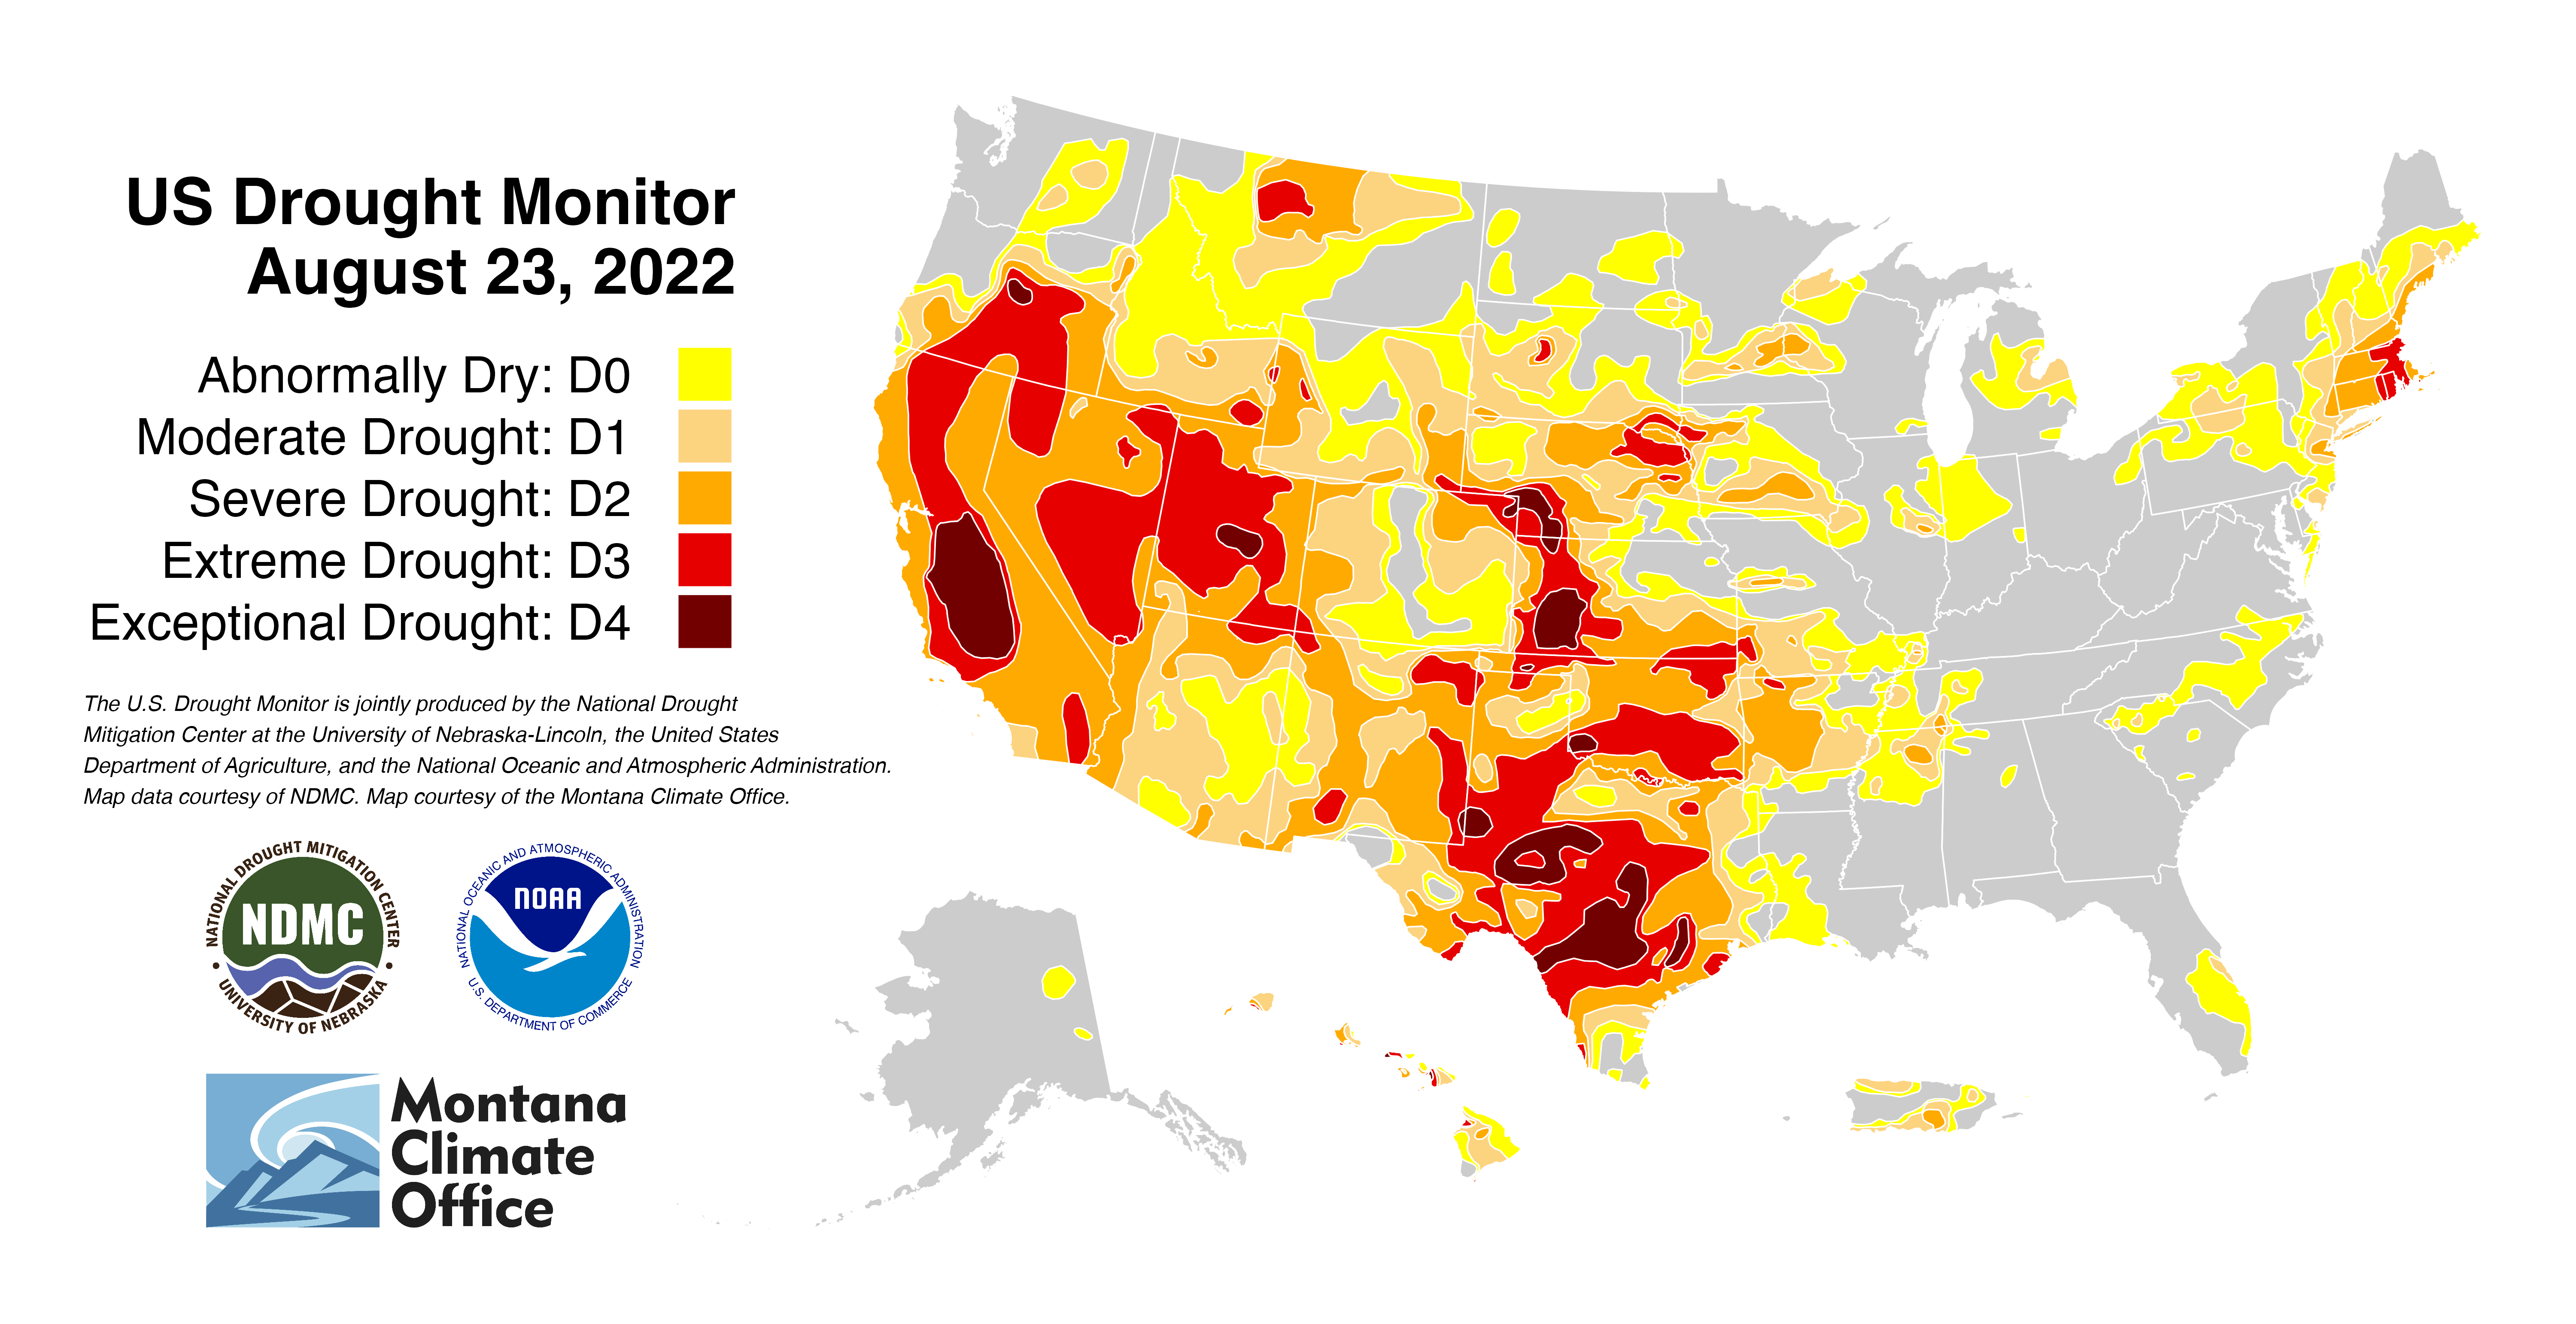 US Drought Monitor
August 23, 2022
Abnormally Dry: D0
Moderate Drought: D1
Severe Drought: D2
Extreme Drought: D3
Exceptional Drought: D4
The U.S. Drought Monitor is jointly produced by the National Drought
Mitigation Center at the University of Nebraska-Lincoln, the United States
Department of Agriculture, and the National Oceanic and Atmospheric Administration.
Map data courtesy of NDMC. Map courtesy of the Montana Climate Office.
NATIONAL DROUGHT MITIGATION CENTER
NDMC
• UNIVERSITY OF NEBRASKA •
NATIONAL OCEANIC AND ATMOSPHERIC ADMINISTRATION
NOAA
U.S. DEPARTMENT OF COMMERCE
Montana
Climate
Office